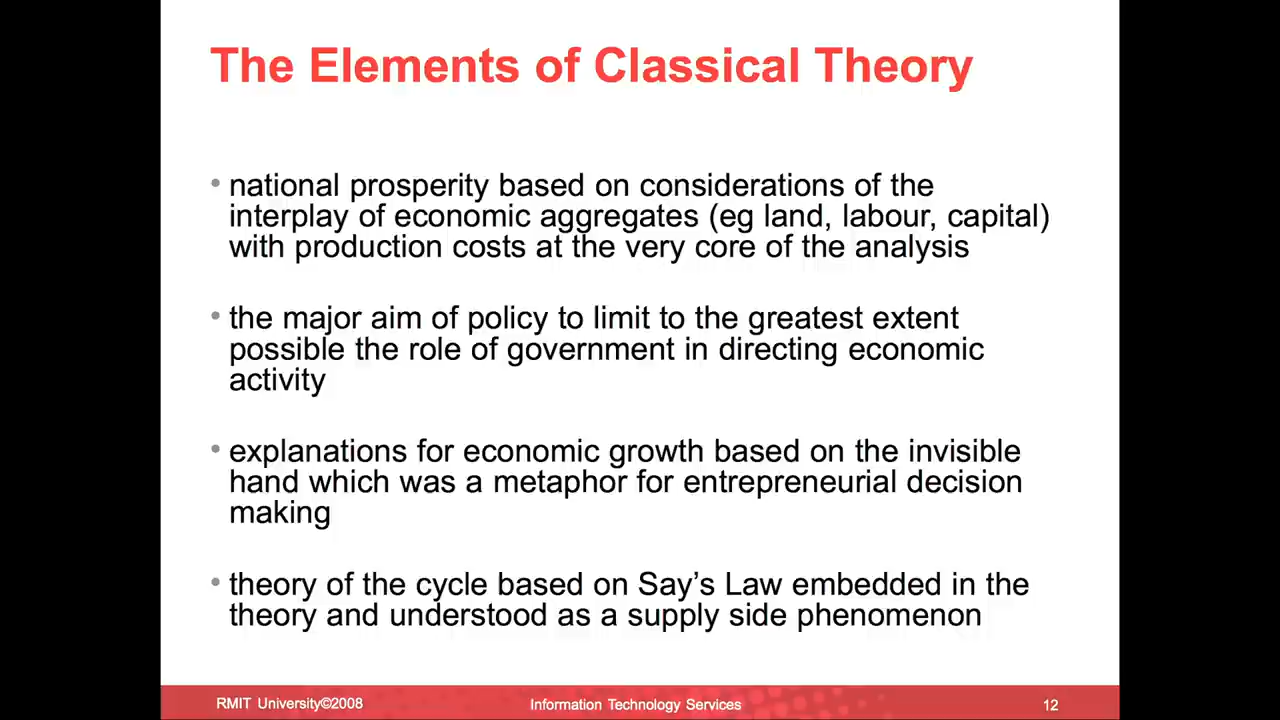 The Elements of Classical Theory
• national prosperity based on considerations of the
interplay of economic aggregates (eg land, labour, capital)
with production costs at the very core of the analysis
• the major aim of policy to limit to the greatest extent
possible the role of government in directing economic
activity
• explanations for economic growth based on the invisible
hand which was a metaphor for entrepreneurial decision
making
• theory of the cycle based on Say’s Law embedded in the
theory and understood as a supply side phenomenon
RMIT University©2008
Information Technology Services
12